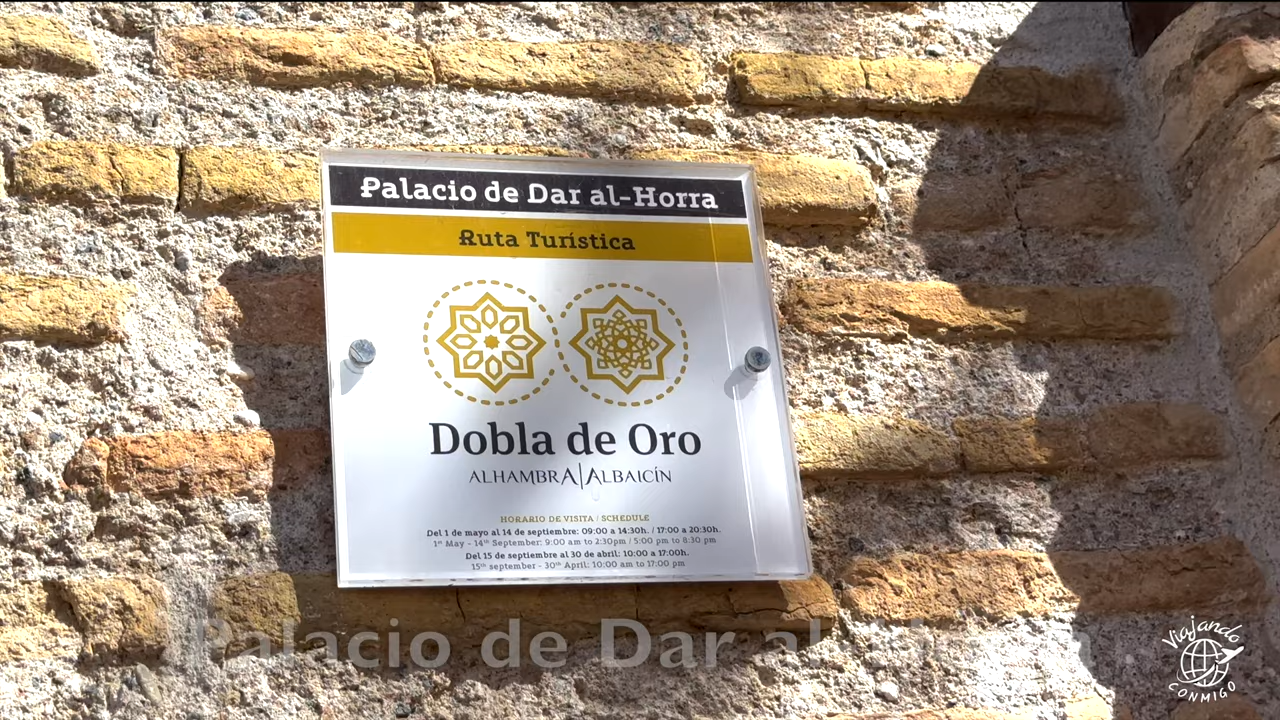 Palacio de Dar al-Horra
Ruta Turística
Dobla de Oro
ALHAMBRA|ALBAICÍN
HORARIO DE VISITA / SCHEDULE
Del 1 de mayo al 14 de septiembre: 09:00 a 14:30h. / 17:00 a 20:30h.
1st May - 14th September: 9:00 am to 2:30pm / 5:00 pm to 8:30 pm
Del 15 de septiembre al 30 de abril: 10:00 a 17:00h.
15th september - 30th April: 10:00 am to 17:00 pm
Palacio de Dar al-Horra
Viajando
CONMIGO